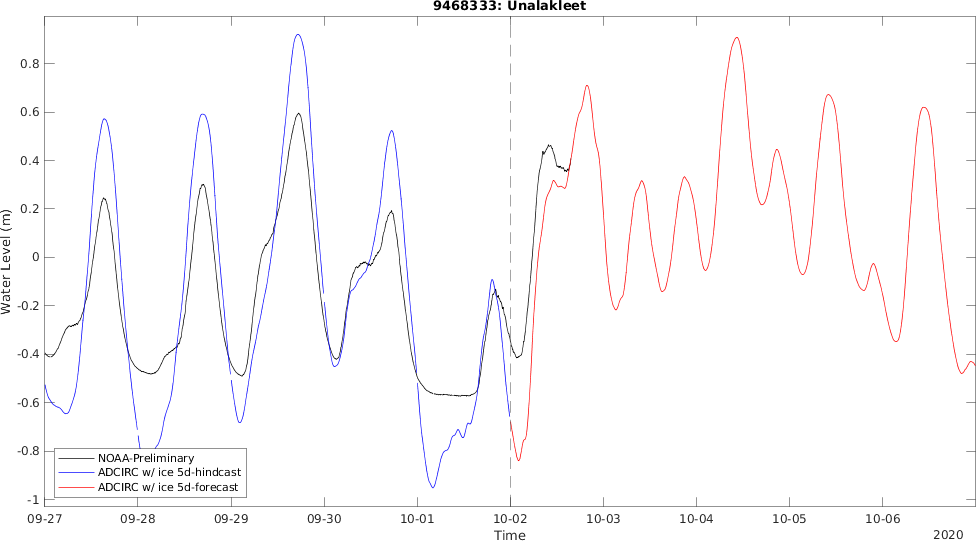 9468333: Unalakleet
Water Level (m)
0.8
0.6
0.4
0.2
0
-0.2
-0.4
-0.6
-0.8
-1
NOAA-Preliminary
ADCIRC w/ ice 5d-hindcast
ADCIRC w/ ice 5d-forecast
09-27 09-28 09-29 09-30 10-01 10-02 10-03 10-04 10-05 10-06
Time
2020